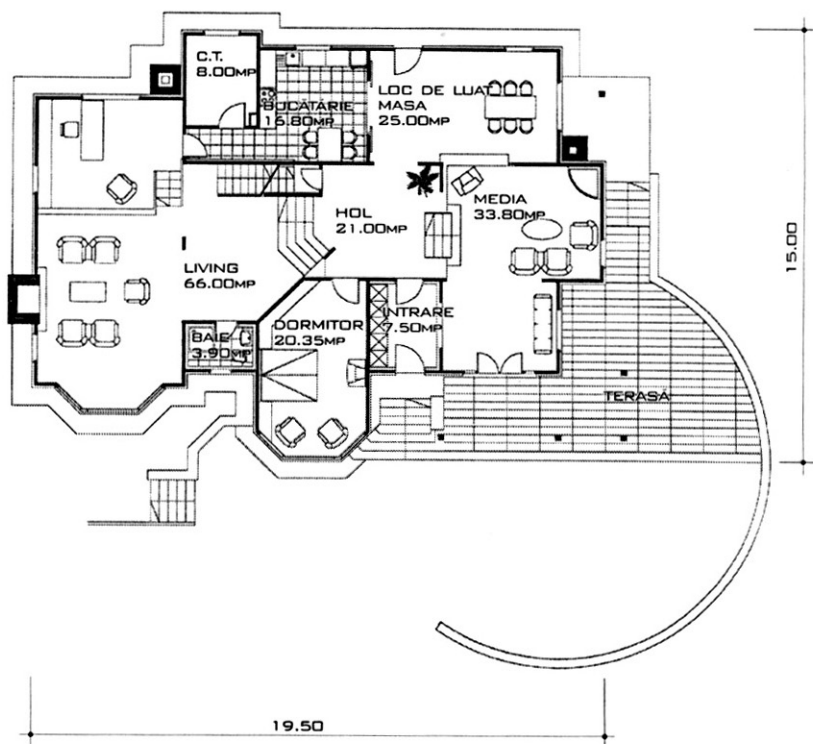 C.T.
8.00MP
BUCĂTĂRIE
16.80MP
LOC DE LUAT
MASA
25.00MP
HOL
21.00MP
MEDIA
33.80MP
LIVING
66.00MP
BAIE
3.90MP
DORMITOR
20.35MP
INTRARE
7.50MP
TERASĂ
15.00
19.50